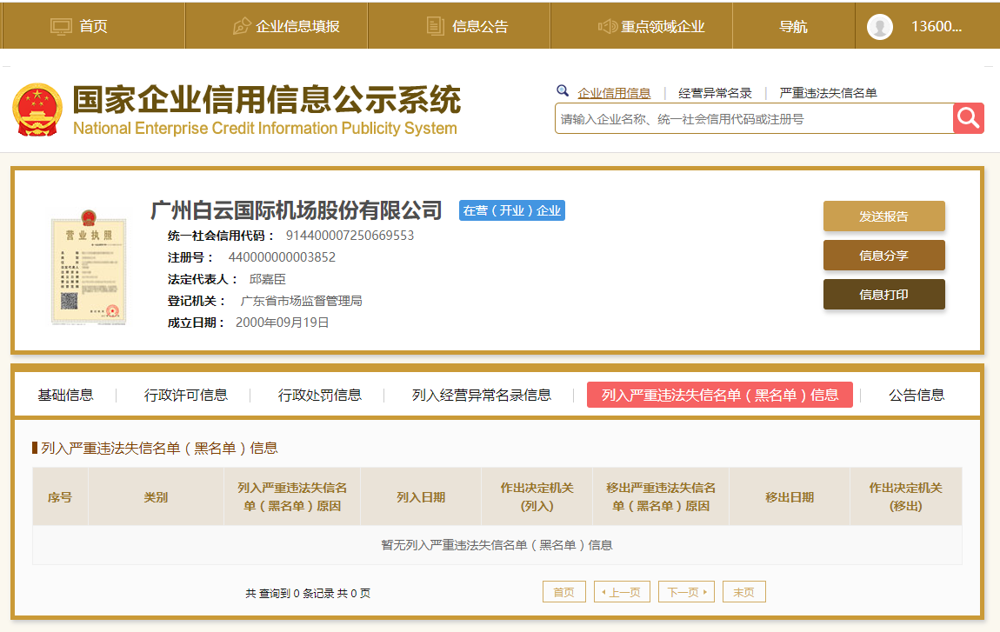 首页 企业信息填报 信息公告 重点领域企业 导航 13600...
国家企业信用信息公示系统
National Enterprise Credit Information Publicity System
企业信用信息 | 经营异常名录 | 严重违法失信名单
请输入企业名称、统一社会信用代码或注册号
营业执照
广州白云国际机场股份有限公司 在营（开业）企业
统一社会信用代码： 914400007250669553
注册号： 440000000003852
法定代表人： 邱嘉臣
登记机关： 广东省市场监督管理局
成立日期： 2000年09月19日
发送报告
信息分享
信息打印
基础信息 行政许可信息 行政处罚信息 列入经营异常名录信息 列入严重违法失信名单（黑名单）信息 公告信息
列入严重违法失信名单（黑名单）信息
序号
类别
列入严重违法失信名
单（黑名单）原因
列入日期
作出决定机关
(列入)
移出严重违法失信名
单（黑名单）原因
移出日期
作出决定机关
(移出)
暂无列入严重违法失信名单（黑名单）信息
共 查询到 0 条记录 共 0 页
首页 上一页 下一页 末页